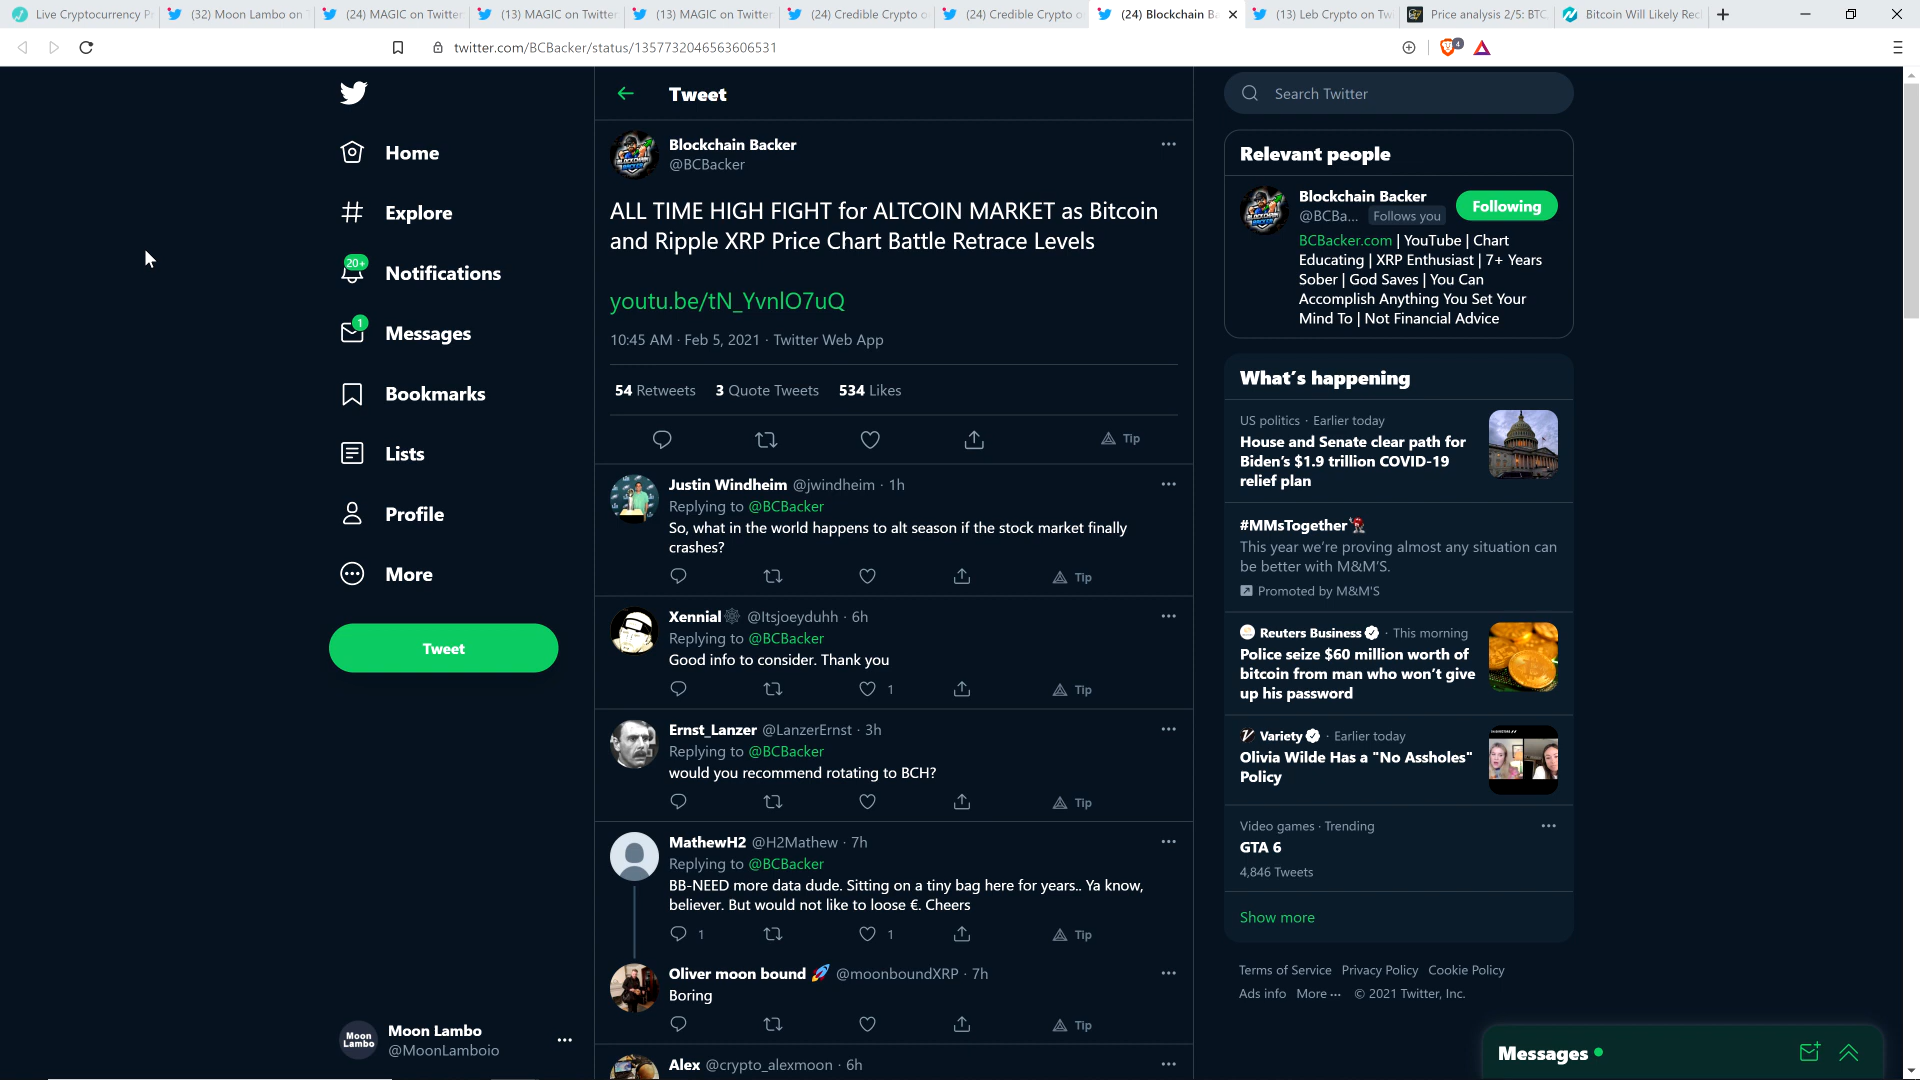 Live Cryptocurrency P
(32) Moon Lambo on
(24) MAGIC on Twitter
(13) MAGIC on Twitter
(13) MAGIC on Twitter
(24) Credible Crypto o
(24) Credible Crypto o
(24) Blockchain Ba
(13) Leb Crypto on Tw
Price analysis 2/5: BTC,
Bitcoin Will Likely Rec
twitter.com/BCBacker/status/1357732046563606531
4
Home
Explore
20+
Notifications
1
Messages
Bookmarks
Lists
Profile
More
Tweet
Moon Lambo
Moon Lambo
@MoonLamboio
Tweet
Blockchain Backer
@BCBacker
ALL TIME HIGH FIGHT for ALTCOIN MARKET as Bitcoin
and Ripple XRP Price Chart Battle Retrace Levels
youtu.be/tN_YvnlO7uQ
10:45 AM · Feb 5, 2021 · Twitter Web App
54 Retweets 3 Quote Tweets 534 Likes
Tip
Justin Windheim @jwindheim · 1h
Replying to @BCBacker
So, what in the world happens to alt season if the stock market finally
crashes?
Tip
Xennial @Itsjoeyduhh · 6h
Replying to @BCBacker
Good info to consider. Thank you
1 Tip
Ernst_Lanzer @LanzerErnst · 3h
Replying to @BCBacker
would you recommend rotating to BCH?
Tip
MathewH2 @H2Mathew · 7h
Replying to @BCBacker
BB-NEED more data dude. Sitting on a tiny bag here for years.. Ya know,
believer. But would not like to loose €. Cheers
1 1 Tip
Oliver moon bound 🚀 @moonboundXRP · 7h
Boring
Tip
Alex @crypto_alexmoon · 6h
Search Twitter
Relevant people
Blockchain Backer
@BCBa... Follows you
Following
BCBacker.com | YouTube | Chart
Educating | XRP Enthusiast | 7+ Years
Sober | God Saves | You Can
Accomplish Anything You Set Your
Mind To | Not Financial Advice
What's happening
US politics · Earlier today
House and Senate clear path for
Biden's $1.9 trillion COVID-19
relief plan
#MMsTogether
This year we're proving almost any situation can
be better with M&M'S.
Promoted by M&M'S
Reuters Business · This morning
Police seize $60 million worth of
bitcoin from man who won't give
up his password
Variety · Earlier today
Olivia Wilde Has a "No Assholes"
Policy
Video games · Trending
GTA 6
4,846 Tweets
Show more
Terms of Service Privacy Policy Cookie Policy
Ads info More ··· © 2021 Twitter, Inc.
Messages